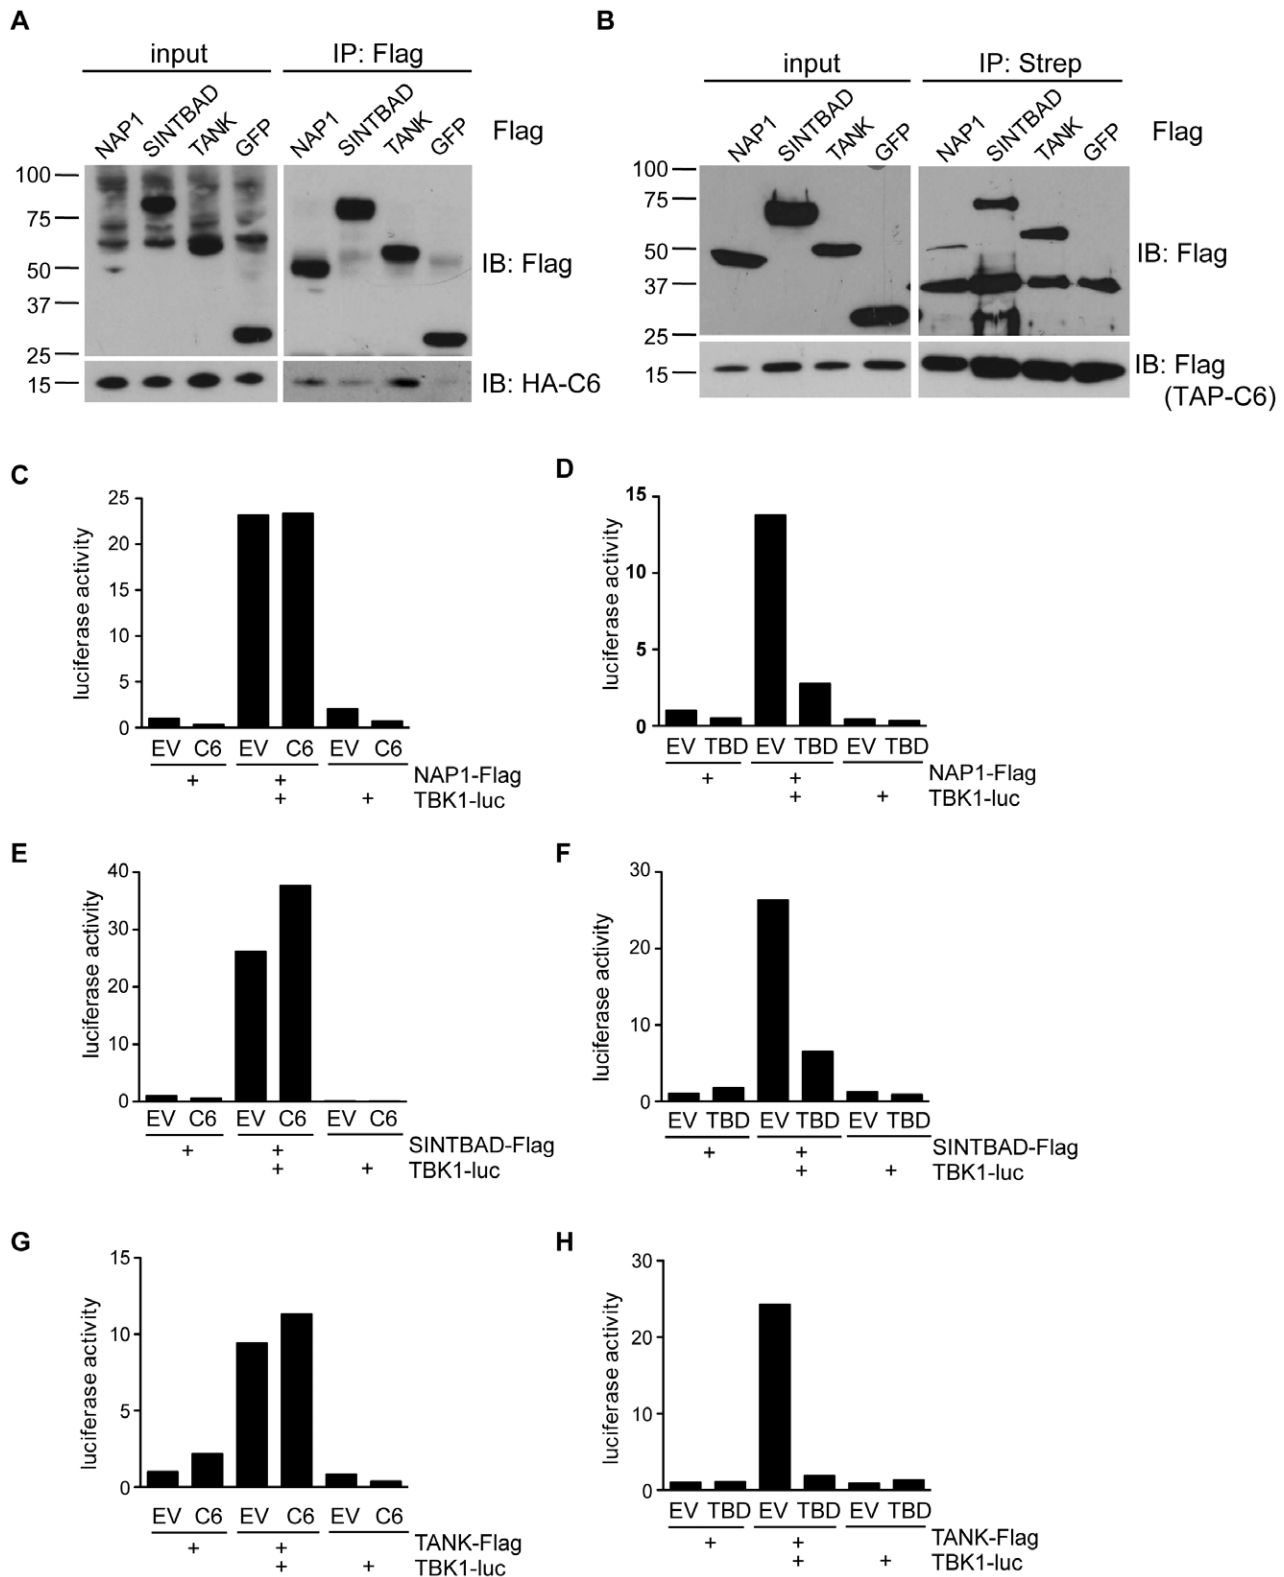 A
input
IP: Flag
NAP1 SINTBAD TANK GFP NAP1 SINTBAD TANK GFP Flag
100
75
50
37
25
15
IB: Flag
IB: HA-C6
B
input
IP: Strep
NAP1 SINTBAD TANK GFP NAP1 SINTBAD TANK GFP Flag
100
75
50
37
25
15
IB: Flag
IB: Flag
(TAP-C6)
C
luciferase activity
25
20
15
10
5
0
EV C6 EV C6 EV C6
+ + NAP1-Flag
+ + TBK1-luc
D
luciferase activity
15
10
5
0
EV TBD EV TBD EV TBD
+ + NAP1-Flag
+ + TBK1-luc
E
luciferase activity
40
30
20
10
0
EV C6 EV C6 EV C6
+ + SINTBAD-Flag
+ + TBK1-luc
F
luciferase activity
30
20
10
0
EV TBD EV TBD EV TBD
+ + SINTBAD-Flag
+ + TBK1-luc
G
luciferase activity
15
10
5
0
EV C6 EV C6 EV C6
+ + TANK-Flag
+ + TBK1-luc
H
luciferase activity
30
20
10
0
EV TBD EV TBD EV TBD
+ + TANK-Flag
+ + TBK1-luc